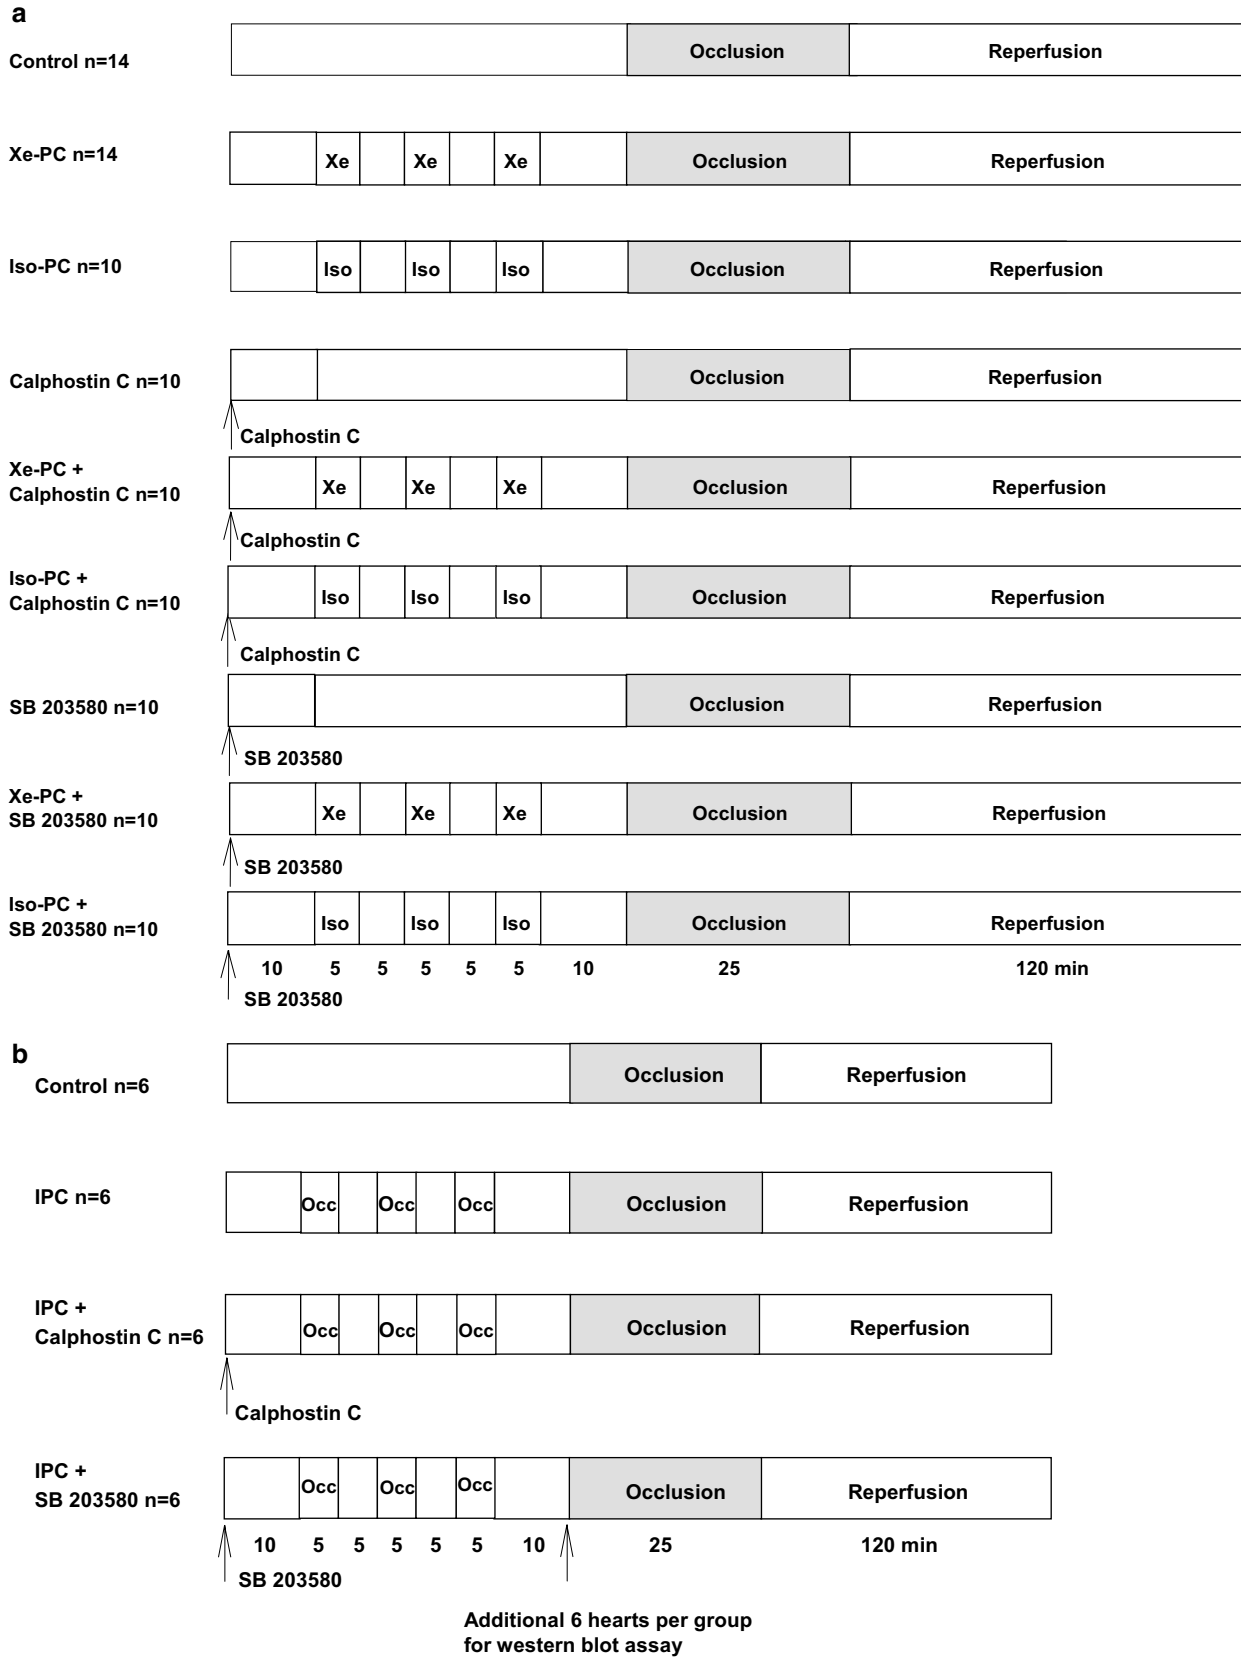 a
Control n=14
Occlusion
Reperfusion
Xe-PC n=14
Xe
Xe
Xe
Occlusion
Reperfusion
Iso-PC n=10
Iso
Iso
Iso
Occlusion
Reperfusion
Calphostin C n=10
Occlusion
Reperfusion
Calphostin C
Xe-PC +
Calphostin C n=10
Xe
Xe
Xe
Occlusion
Reperfusion
Calphostin C
Iso-PC +
Calphostin C n=10
Iso
Iso
Iso
Occlusion
Reperfusion
Calphostin C
SB 203580 n=10
Occlusion
Reperfusion
SB 203580
Xe-PC +
SB 203580 n=10
Xe
Xe
Xe
Occlusion
Reperfusion
SB 203580
Iso-PC +
SB 203580 n=10
Iso
Iso
Iso
Occlusion
Reperfusion
10 5 5 5 5 5 10 25 120 min
SB 203580
b
Control n=6
Occlusion
Reperfusion
IPC n=6
Occ
Occ
Occ
Occlusion
Reperfusion
IPC +
Calphostin C n=6
Occ
Occ
Occ
Occlusion
Reperfusion
Calphostin C
IPC +
SB 203580 n=6
Occ
Occ
Occ
Occlusion
Reperfusion
10 5 5 5 5 5 10 25 120 min
SB 203580
Additional 6 hearts per group
for western blot assay